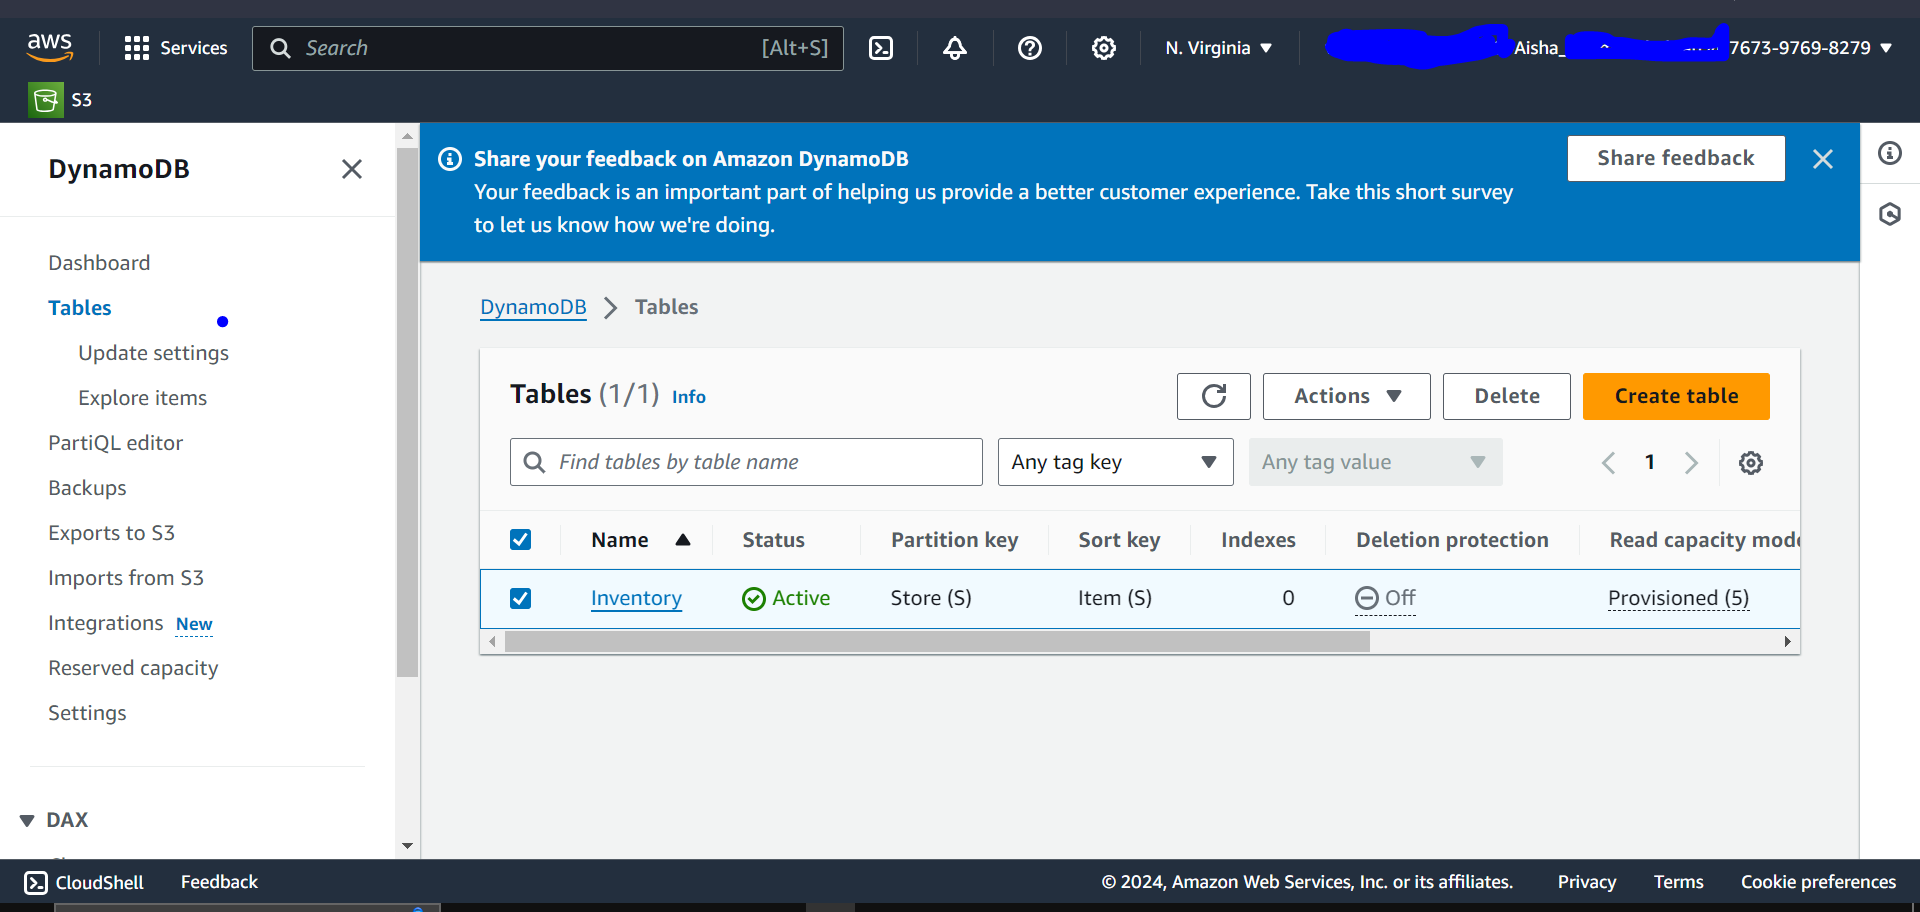 aws
Services
Search
[Alt+S]
N. Virginia
Aisha_
7673-9769-8279
S3
DynamoDB
Dashboard
Tables
Update settings
Explore items
PartiQL editor
Backups
Exports to S3
Imports from S3
Integrations New
Reserved capacity
Settings
DAX
Share your feedback on Amazon DynamoDB
Your feedback is an important part of helping us provide a better customer experience. Take this short survey
to let us know how we're doing.
Share feedback
DynamoDB
Tables
Tables (1/1) Info
Actions
Delete
Create table
Find tables by table name
Any tag key
Any tag value
1
Name Status Partition key Sort key Indexes Deletion protection Read capacity mode
Inventory Active Store (S) Item (S) 0 Off Provisioned (5)
CloudShell
Feedback
© 2024, Amazon Web Services, Inc. or its affiliates.
Privacy
Terms
Cookie preferences